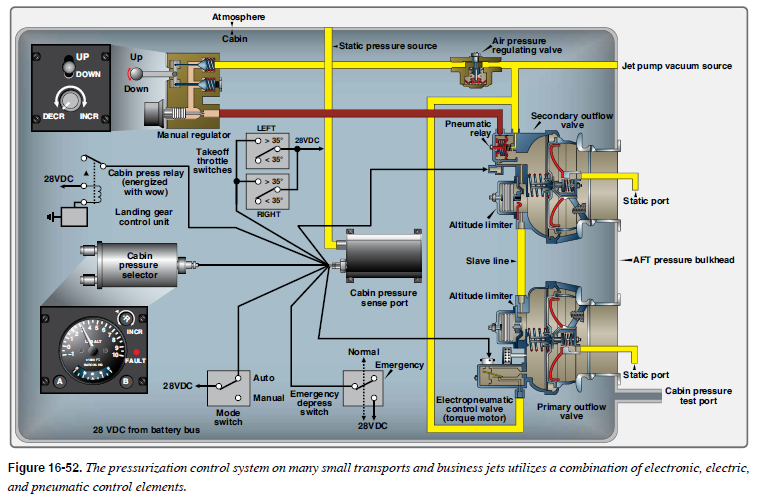 Atmosphere
Cabin
Static pressure source
Air pressure
regulating valve
Jet pump vacuum source
UP
DOWN
DECR
INCR
Up
Down
Manual regulator
Takeoff
throttle
switches
LEFT
> 35°
< 35°
28VDC
> 35°
< 35°
RIGHT
Pneumatic
relay
Secondary outflow
valve
Static port
Altitude limiter
AFT pressure bulkhead
Slave line
28VDC
Cabin press relay
(energized
with wow)
Landing gear
control unit
Cabin
pressure
selector
Cabin pressure
sense port
Altitude limiter
Static port
Cabin pressure
test port
INCR
FAULT
A
B
28VDC
Auto
Manual
Mode
switch
Normal
Emergency
Emergency
depress
switch
28VDC
Electropneumatic
control valve
(torque motor)
Primary outflow
valve
28 VDC from battery bus
Figure 16-52. The pressurization control system on many small transports and business jets utilizes a combination of electronic, electric,
and pneumatic control elements.